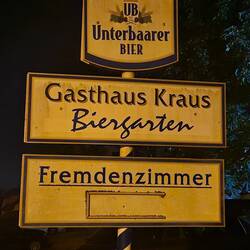 UB
Unterbaarer
BIER
Gasthaus Kraus
Biergarten
Fremdenzimmer